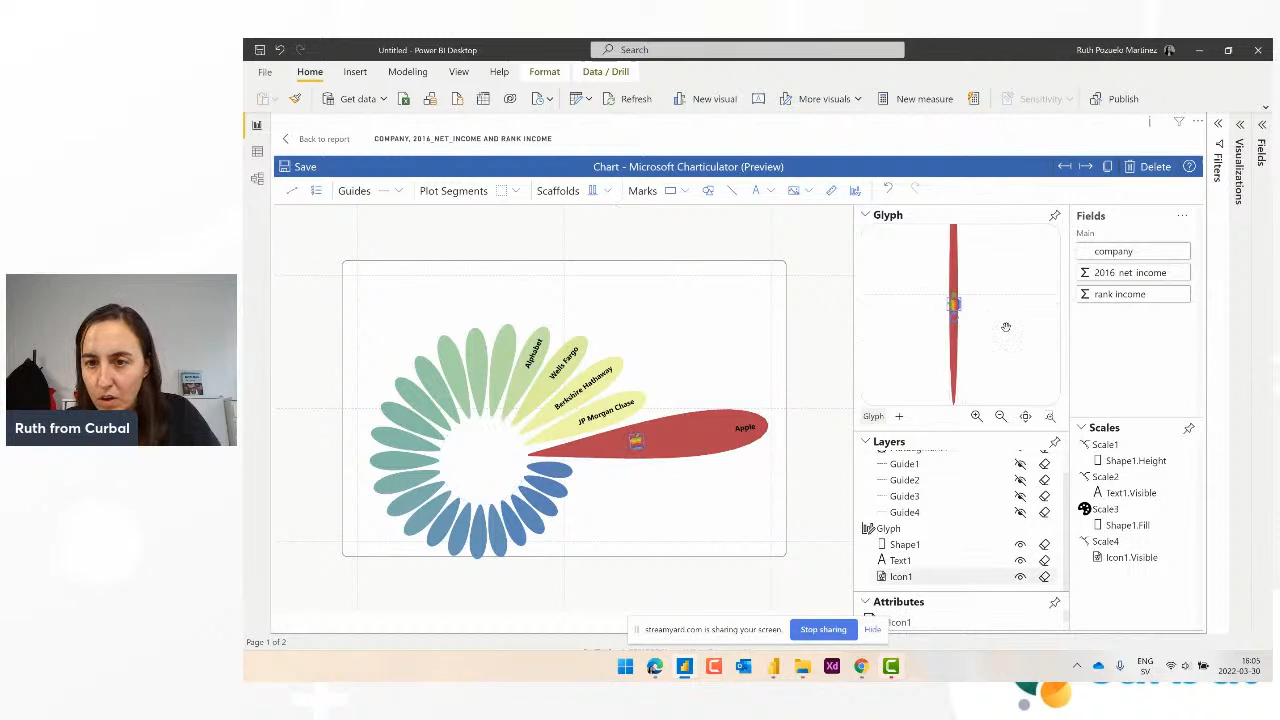 Untitled - Power BI Desktop
Search
Ruth Pozuelo Martinez
File Home Insert Modeling View Help Format Data / Drill
Get data Refresh New visual More visuals New measure Sensitivity Publish
Back to report COMPANY, 2016_NET_INCOME AND RANK INCOME
Save Chart - Microsoft Charticulator (Preview) Delete
Guides Plot Segments Scaffolds Marks
Filters
Visualizations
Fields
Glyph
Glyph
Fields
Main
company
2016 net income
rank income
Alphabet
Wells Fargo
Berkshire Hathaway
JP Morgan Chase
Apple
Layers
Guide1
Guide2
Guide3
Guide4
Glyph
Shape1
Text1
Icon1
Attributes
Icon1
Scales
Scale1
Shape1.Height
Scale2
Text1.Visible
Scale3
Shape1.Fill
Scale4
Icon1.Visible
Ruth from Curbal
streamyard.com is sharing your screen. Stop sharing Hide
Page 1 of 2
ENG
SV
18:05
2022-03-30